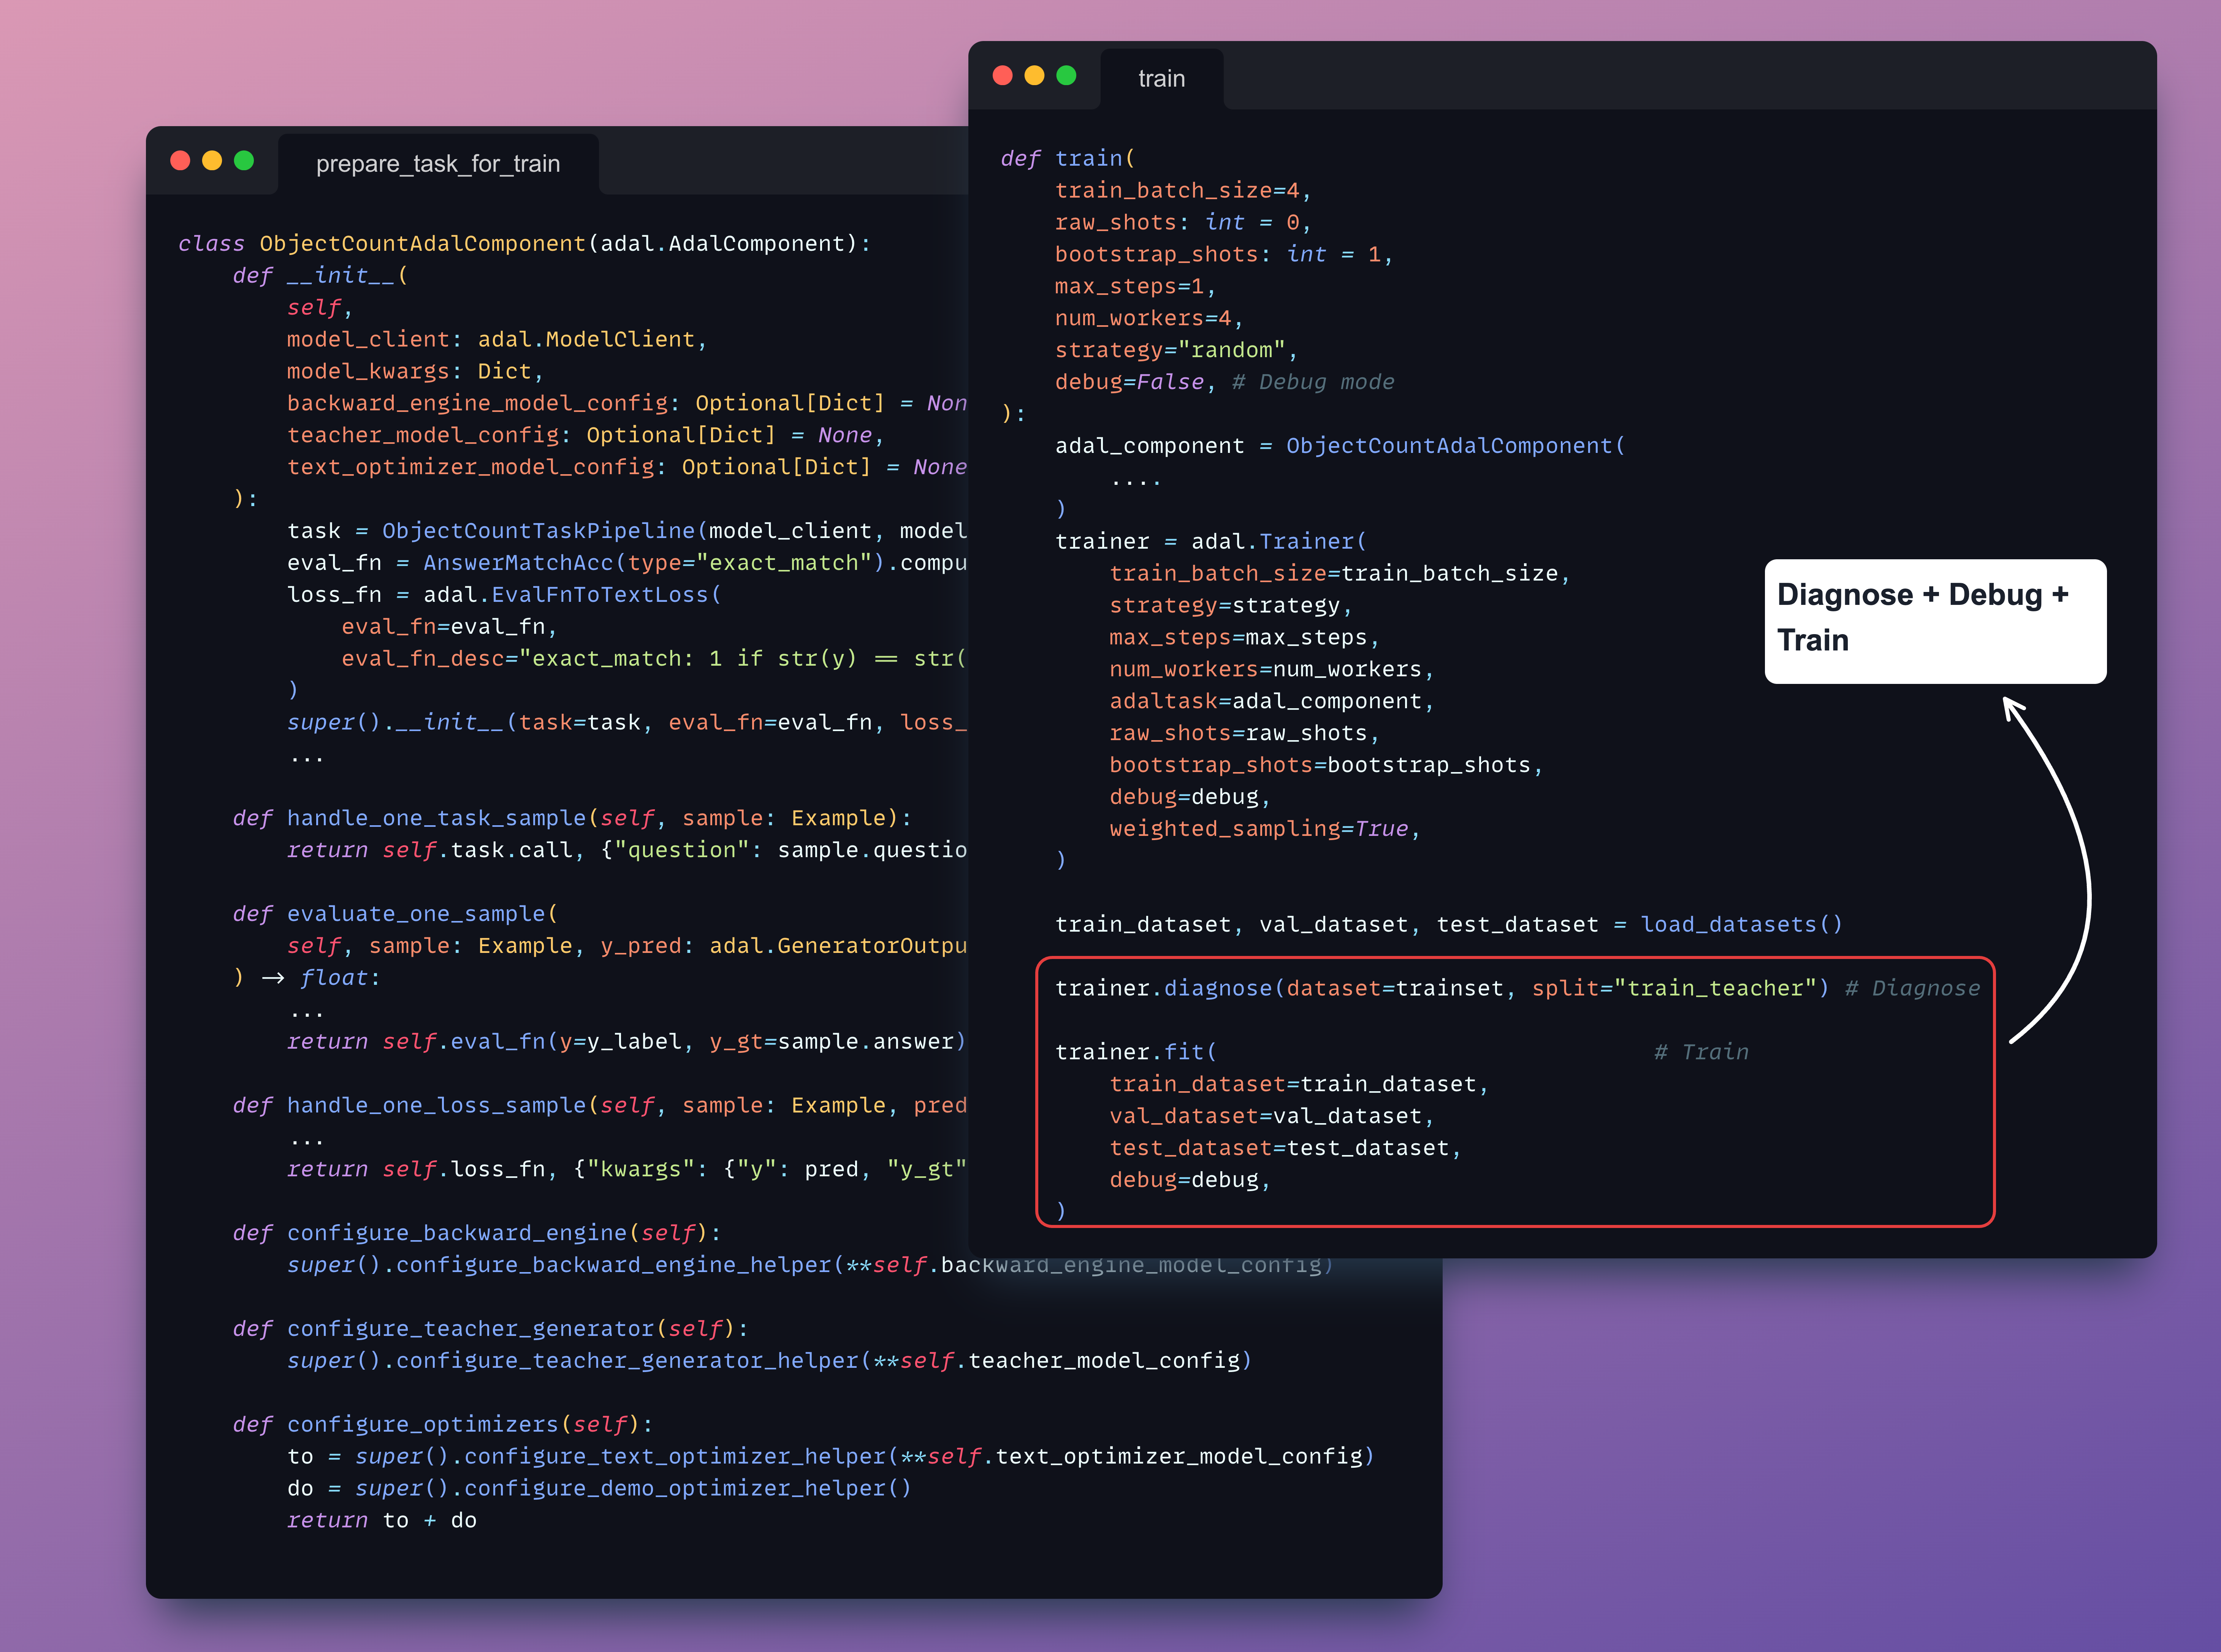 prepare_task_for_train
class ObjectCountAdalComponent(adal.AdalComponent):
    def __init__(
        self,
        model_client: adal.ModelClient,
        model_kwargs: Dict,
        backward_engine_model_config: Optional[Dict] = Non
        teacher_model_config: Optional[Dict] = None,
        text_optimizer_model_config: Optional[Dict] = None
    ):
        task = ObjectCountTaskPipeline(model_client, model
        eval_fn = AnswerMatchAcc(type="exact_match").compu
        loss_fn = adal.EvalFnToTextLoss(
            eval_fn=eval_fn,
            eval_fn_desc="exact_match: 1 if str(y) == str(
        )
        super().__init__(task=task, eval_fn=eval_fn, loss_
        ...
    def handle_one_task_sample(self, sample: Example):
        return self.task.call, {"question": sample.questio
    def evaluate_one_sample(
        self, sample: Example, y_pred: adal.GeneratorOutpu
    ) -> float:
        ...
        return self.eval_fn(y=y_label, y_gt=sample.answer)
    def handle_one_loss_sample(self, sample: Example, pred
        ...
        return self.loss_fn, {"kwargs": {"y": pred, "y_gt"
    def configure_backward_engine(self):
        super().configure_backward_engine_helper(**self.backward_engine_model_config)
    def configure_teacher_generator(self):
        super().configure_teacher_generator_helper(**self.teacher_model_config)
    def configure_optimizers(self):
        to = super().configure_text_optimizer_helper(**self.text_optimizer_model_config)
        do = super().configure_demo_optimizer_helper()
        return to + do
train
def train(
    train_batch_size=4,
    raw_shots: int = 0,
    bootstrap_shots: int = 1,
    max_steps=1,
    num_workers=4,
    strategy="random",
    debug=False, # Debug mode
):
    adal_component = ObjectCountAdalComponent(
        ....
    )
    trainer = adal.Trainer(
        train_batch_size=train_batch_size,
        strategy=strategy,
        max_steps=max_steps,
        num_workers=num_workers,
        adaltask=adal_component,
        raw_shots=raw_shots,
        bootstrap_shots=bootstrap_shots,
        debug=debug,
        weighted_sampling=True,
    )
    train_dataset, val_dataset, test_dataset = load_datasets()
    trainer.diagnose(dataset=trainset, split="train_teacher") # Diagnose
    trainer.fit(                                # Train
        train_dataset=train_dataset,
        val_dataset=val_dataset,
        test_dataset=test_dataset,
        debug=debug,
    )
Diagnose + Debug +
Train